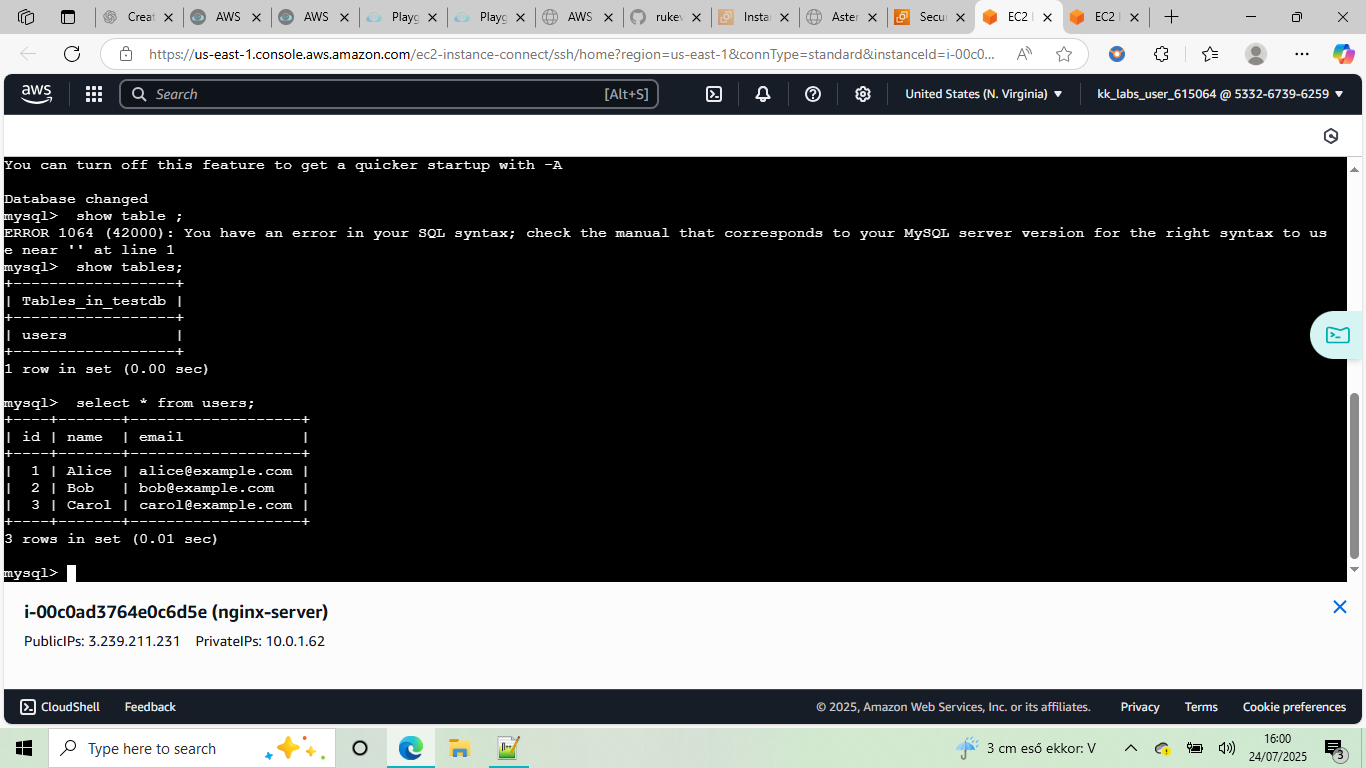 Creat
AWS
AWS
Playg
Playg
AWS
rukev
Instan
Aster
Secu
EC2
EC2
https://us-east-1.console.aws.amazon.com/ec2-instance-connect/ssh/home?region=us-east-1&connType=standard&instanceId=i-00c0...
aws
Search
[Alt+S]
United States (N. Virginia)
kk_labs_user_615064 @ 5332-6739-6259
You can turn off this feature to get a quicker startup with -A
Database changed
mysql>  show table ;
ERROR 1064 (42000): You have an error in your SQL syntax; check the manual that corresponds to your MySQL server version for the right syntax to us
e near '' at line 1
mysql>  show tables;
+------------------+
| Tables_in_testdb |
+------------------+
| users            |
+------------------+
1 row in set (0.00 sec)
mysql>  select * from users;
+----+-------+-------------------+
| id | name  | email             |
+----+-------+-------------------+
|  1 | Alice | alice@example.com |
|  2 | Bob   | bob@example.com   |
|  3 | Carol | carol@example.com |
+----+-------+-------------------+
3 rows in set (0.01 sec)
mysql>
i-00c0ad3764e0c6d5e (nginx-server)
PublicIPs: 3.239.211.231 PrivateIPs: 10.0.1.62
CloudShell Feedback
© 2025, Amazon Web Services, Inc. or its affiliates. Privacy Terms Cookie preferences
Type here to search
3 cm eső ekkor: V
16:00
24/07/2025
3